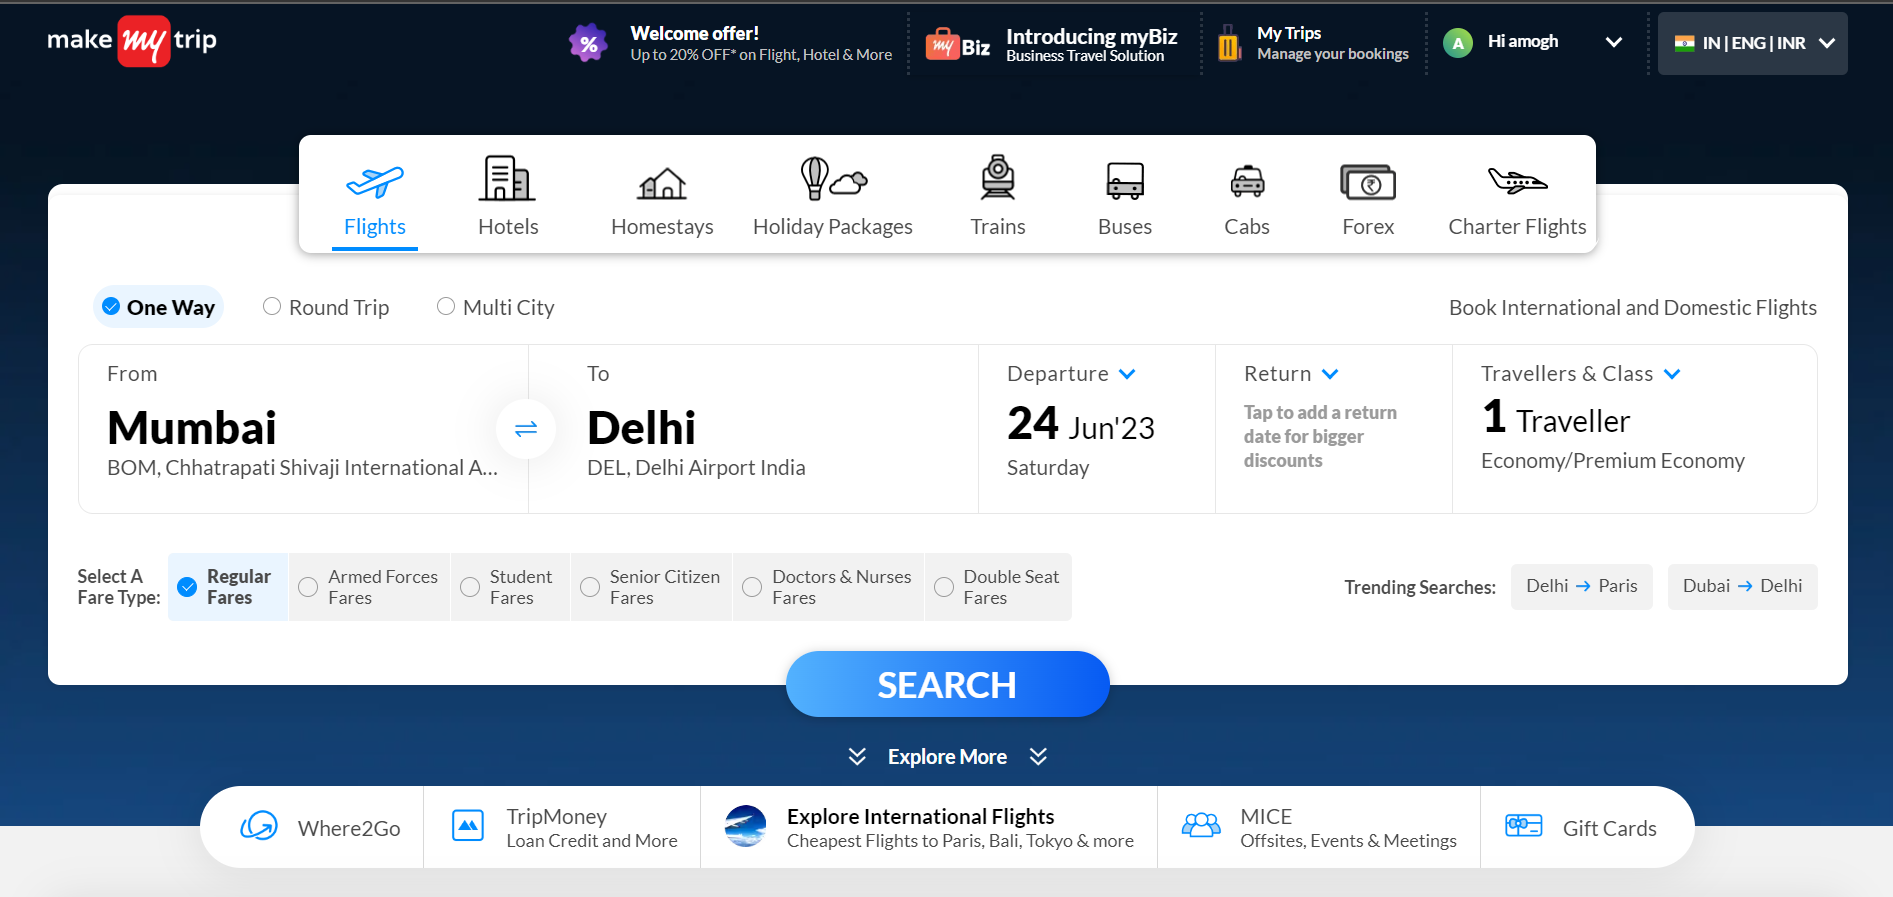 make my trip
%
Welcome offer!
Up to 20% OFF* on Flight, Hotel & More
my Biz
Introducing myBiz
Business Travel Solution
My Trips
Manage your bookings
A
Hi amogh
IN | ENG | INR
Flights
Hotels
Homestays
Holiday Packages
Trains
Buses
Cabs
₹
Forex
Charter Flights
One Way
Round Trip
Multi City
Book International and Domestic Flights
From
Mumbai
BOM, Chhatrapati Shivaji International A...
To
Delhi
DEL, Delhi Airport India
Departure
24 Jun'23
Saturday
Return
Tap to add a return
date for bigger
discounts
Travellers & Class
1 Traveller
Economy/Premium Economy
Select A
Fare Type:
Regular
Fares
Armed Forces
Fares
Student
Fares
Senior Citizen
Fares
Doctors & Nurses
Fares
Double Seat
Fares
Trending Searches:
Delhi → Paris
Dubai → Delhi
SEARCH
Explore More
Where2Go
TripMoney
Loan Credit and More
Explore International Flights
Cheapest Flights to Paris, Bali, Tokyo & more
MICE
Offsites, Events & Meetings
Gift Cards